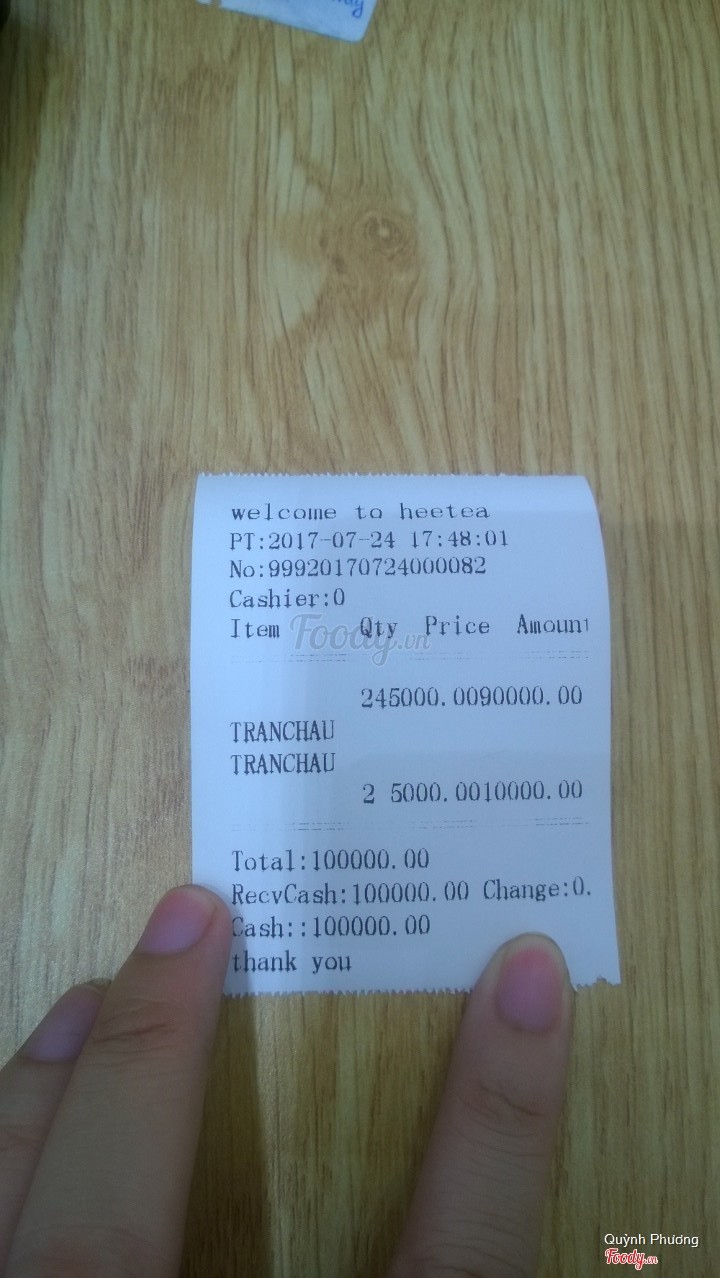 welcome to heetea
PT:2017-07-24 17:48:01
No:99920170724000082
Cashier:0
Item Qty Price Amount
Foody.vn
245000.0090000.00
TRANCHAU
TRANCHAU
2 5000.0010000.00
Total:100000.00
RecvCash:100000.00 Change:0.
Cash::100000.00
thank you
Quỳnh Phương
Foody.vn